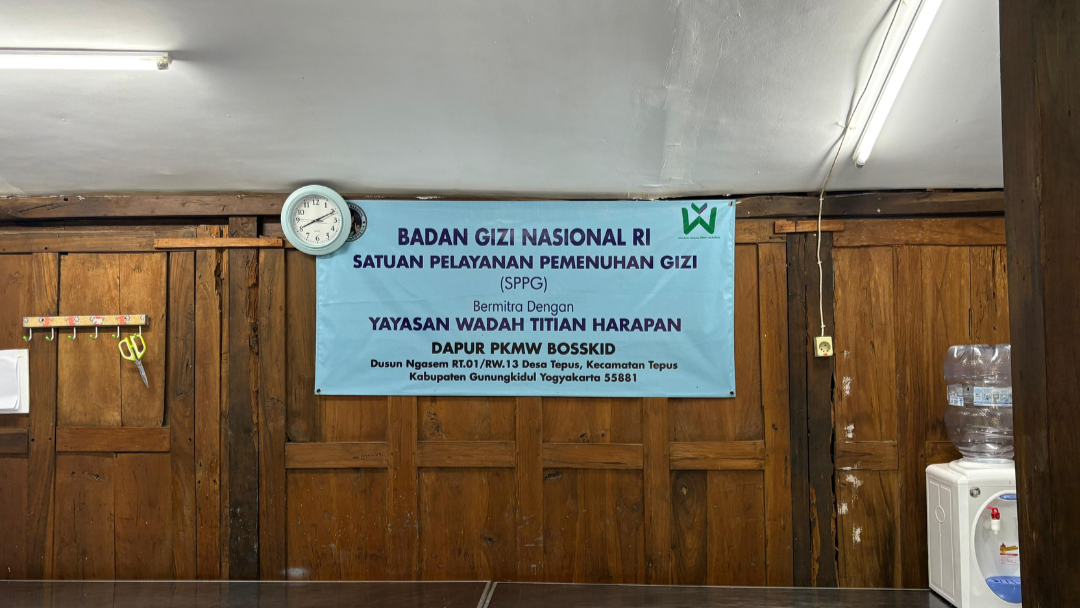 BADAN GIZI NASIONAL RI
SATUAN PELAYANAN PEMENUHAN GIZI
(SPPG)
Bermitra Dengan
YAYASAN WADAH TITIAN HARAPAN
DAPUR PKMW BOSSKID
Dusun Ngasem RT.01/RW.13 Desa Tepus, Kecamatan Tepus
Kabupaten Gunungkidul Yogyakarta 55881